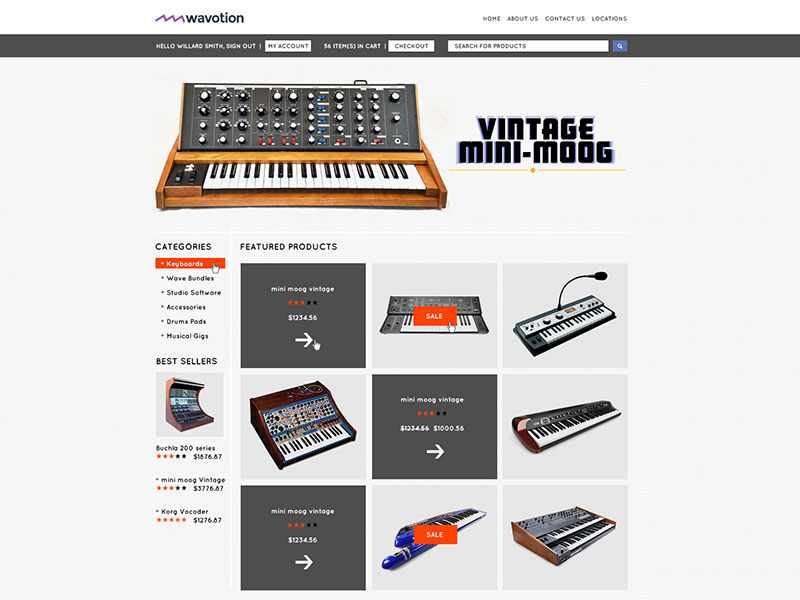 wavotion
HOME ABOUT US CONTACT US LOCATIONS
HELLO WILLARD SMITH, SIGN OUT | MY ACCOUNT 56 ITEM(S) IN CART | CHECKOUT SEARCH FOR PRODUCTS
VINTAGE
MINI-MOOG
CATEGORIES
Keyboards
Wave Bundles
Studio Software
Accessories
Drums Pads
Musical Gigs
BEST SELLERS
Buchla 200 series
$1876.87
mini moog Vintage
$3776.87
Korg Vocoder
$1276.87
FEATURED PRODUCTS
mini moog vintage
$1234.56
SALE
mini moog vintage
$1234.56 $1000.56
mini moog vintage
$1234.56
SALE